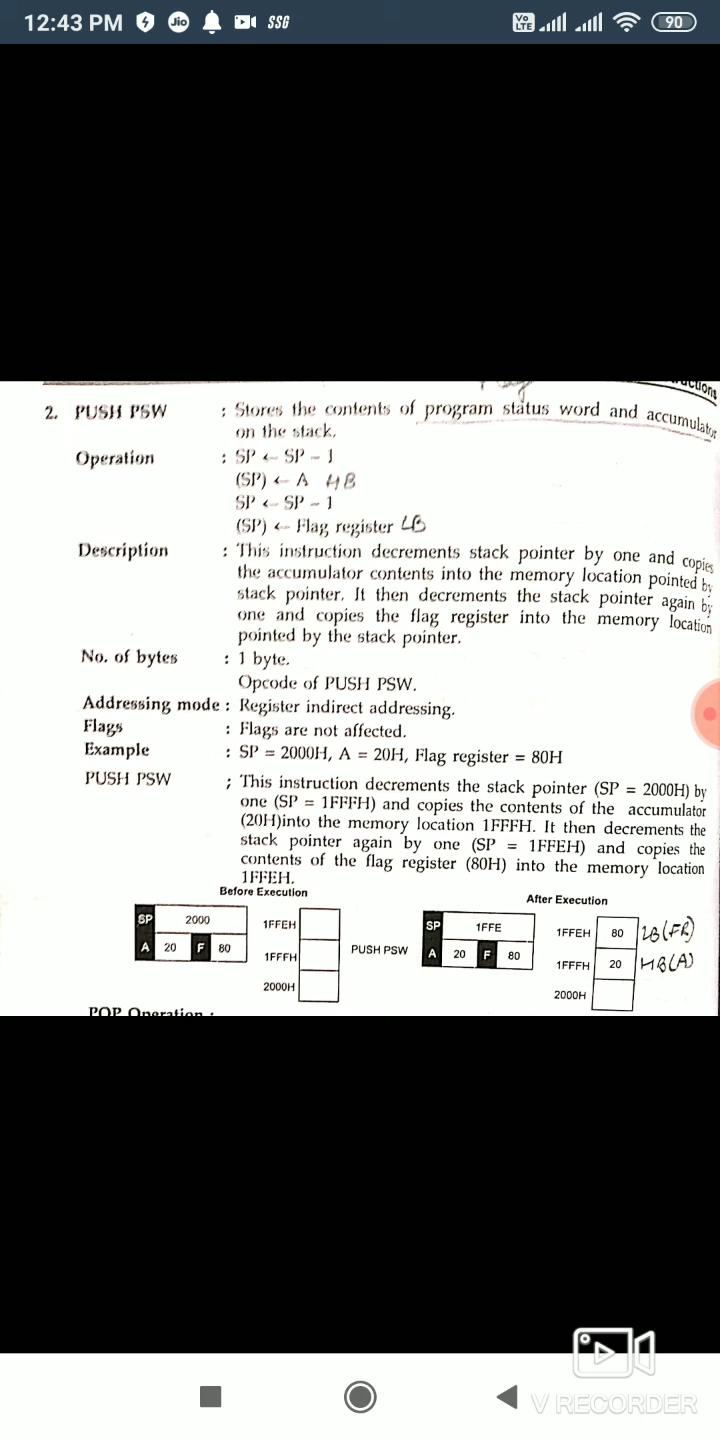 12:43 PM Jio SSG Vo LTE 90
2. PUSH PSW : Stores the contents of program status word and accumulator
on the stack.
Operation : SP ← SP – 1
(SP) ← A HB
SP ← SP – 1
(SP) ← Flag register LB
Description : This instruction decrements stack pointer by one and copies
the accumulator contents into the memory location pointed by
stack pointer. It then decrements the stack pointer again by
one and copies the flag register into the memory location
pointed by the stack pointer.
No. of bytes : 1 byte.
Opcode of PUSH PSW.
Addressing mode : Register indirect addressing.
Flags : Flags are not affected.
Example : SP = 2000H, A = 20H, Flag register = 80H
PUSH PSW ; This instruction decrements the stack pointer (SP = 2000H) by
one (SP = 1FFFH) and copies the contents of the accumulator
(20H)into the memory location 1FFFH. It then decrements the
stack pointer again by one (SP = 1FFEH) and copies the
contents of the flag register (80H) into the memory location
1FFEH.
Before Execution After Execution
SP 2000 1FFEH SP 1FFE 1FFEH 80 LB(FR)
A 20 F 80 1FFFH PUSH PSW A 20 F 80 1FFFH 20 HB(A)
2000H 2000H
POP Operation :
V RECORDER